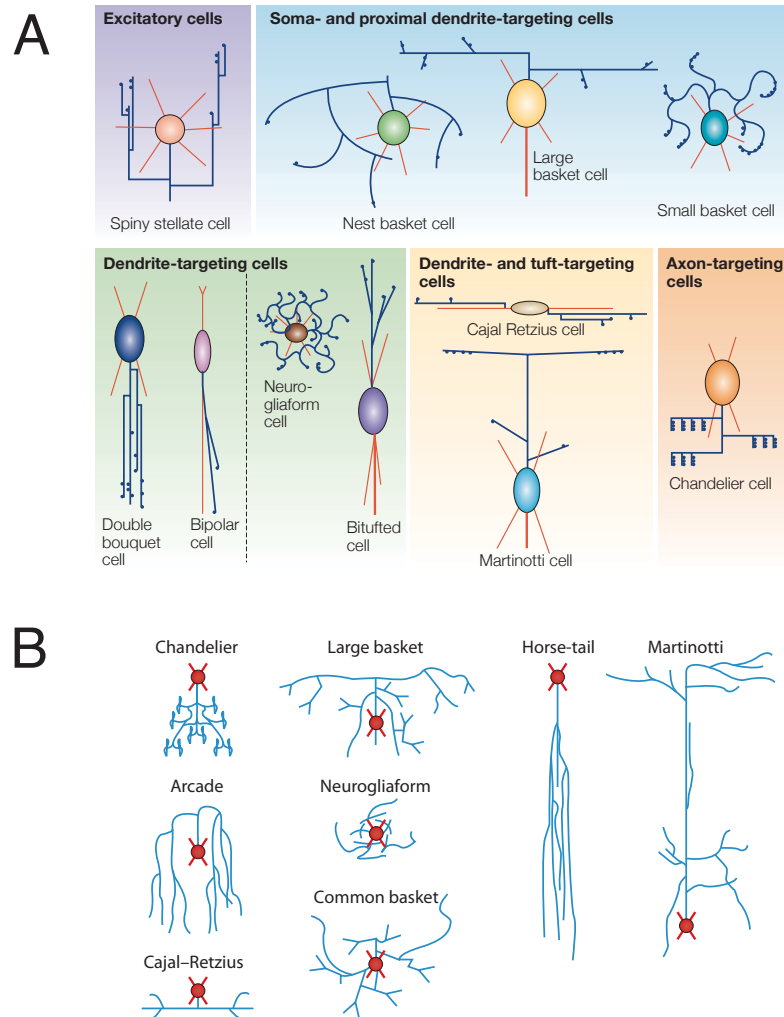 A
Excitatory cells
Spiny stellate cell
Soma- and proximal dendrite-targeting cells
Nest basket cell
Large
basket cell
Small basket cell
Dendrite-targeting cells
Double
bouquet
cell
Bipolar
cell
Neuro-
gliaform
cell
Bitufted
cell
Dendrite- and tuft-targeting
cells
Cajal Retzius cell
Martinotti cell
Axon-targeting
cells
Chandelier cell
B
Chandelier
Large basket
Horse-tail
Martinotti
Arcade
Neurogliaform
Common basket
Cajal–Retzius